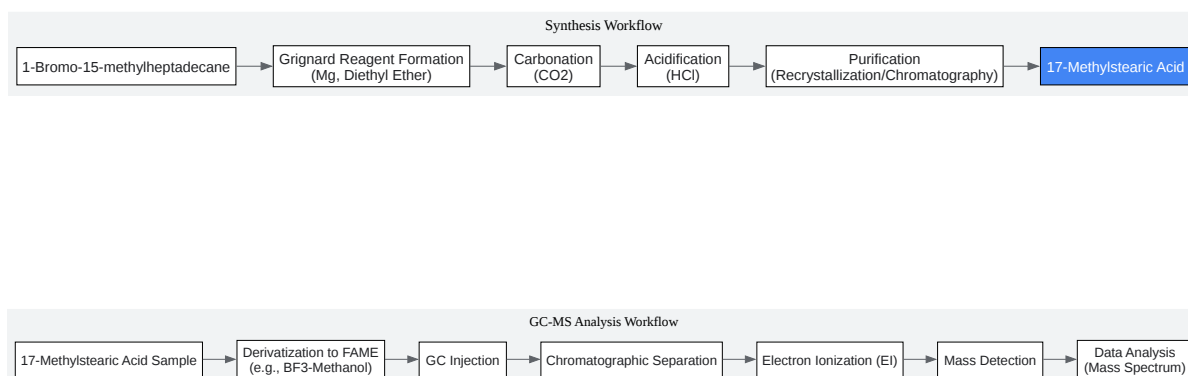 Synthesis Workflow
1-Bromo-15-methylheptadecane
Grignard Reagent Formation
(Mg, Diethyl Ether)
Carbonation
(CO2)
Acidification
(HCl)
Purification
(Recrystallization/Chromatography)
17-Methylstearic Acid
GC-MS Analysis Workflow
17-Methylstearic Acid Sample
Derivatization to FAME
(e.g., BF3-Methanol)
GC Injection
Chromatographic Separation
Electron Ionization (EI)
Mass Detection
Data Analysis
(Mass Spectrum)